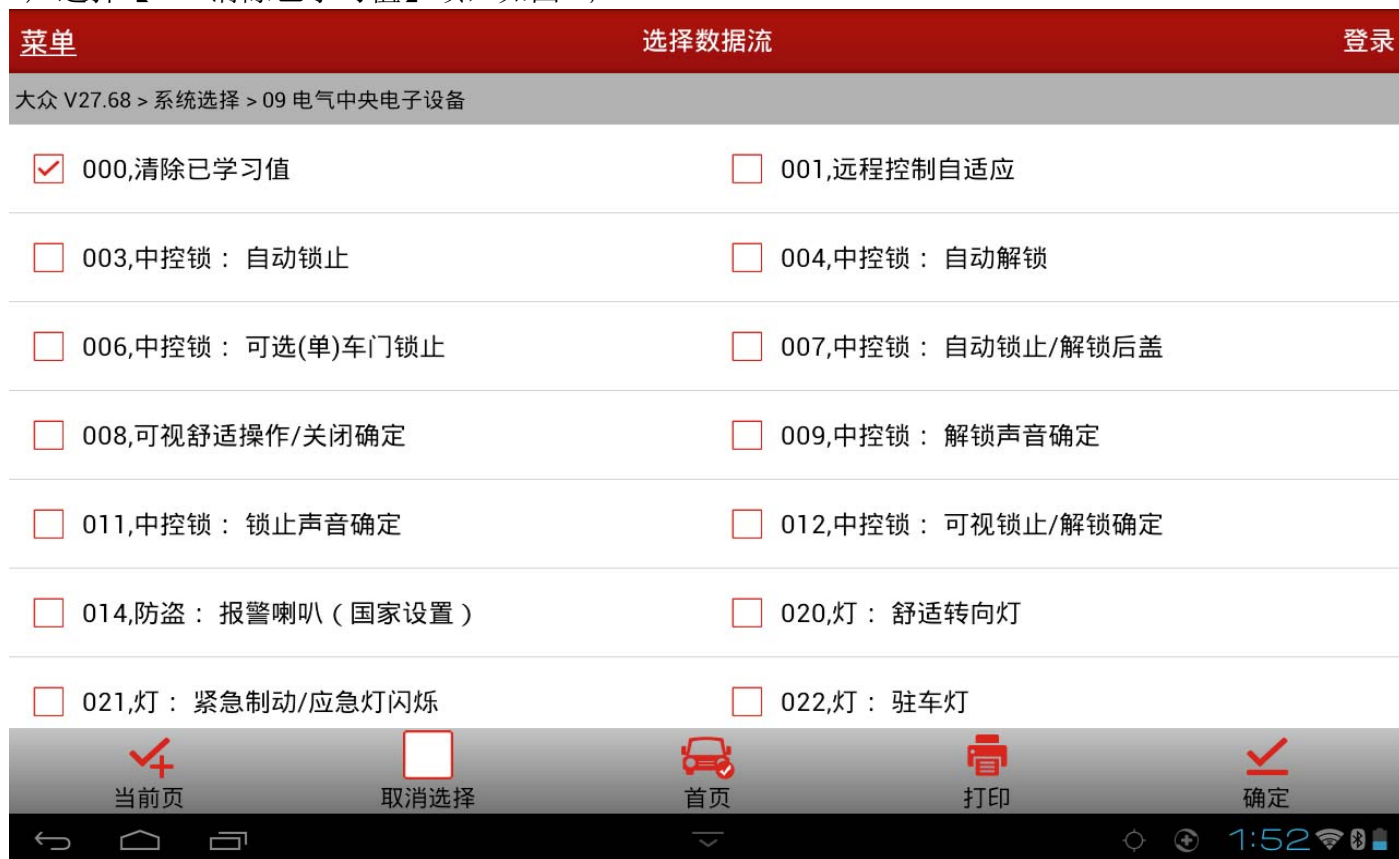 菜单 选择数据流 登录
大众 V27.68 > 系统选择 > 09 电气中央电子设备
000,清除已学习值 001,远程控制自适应
003,中控锁： 自动锁止 004,中控锁： 自动解锁
006,中控锁： 可选(单)车门锁止 007,中控锁： 自动锁止/解锁后盖
008,可视舒适操作/关闭确定 009,中控锁： 解锁声音确定
011,中控锁： 锁止声音确定 012,中控锁： 可视锁止/解锁确定
014,防盗： 报警喇叭（国家设置） 020,灯： 舒适转向灯
021,灯： 紧急制动/应急灯闪烁 022,灯： 驻车灯
当前页 取消选择 首页 打印 确定
1:52